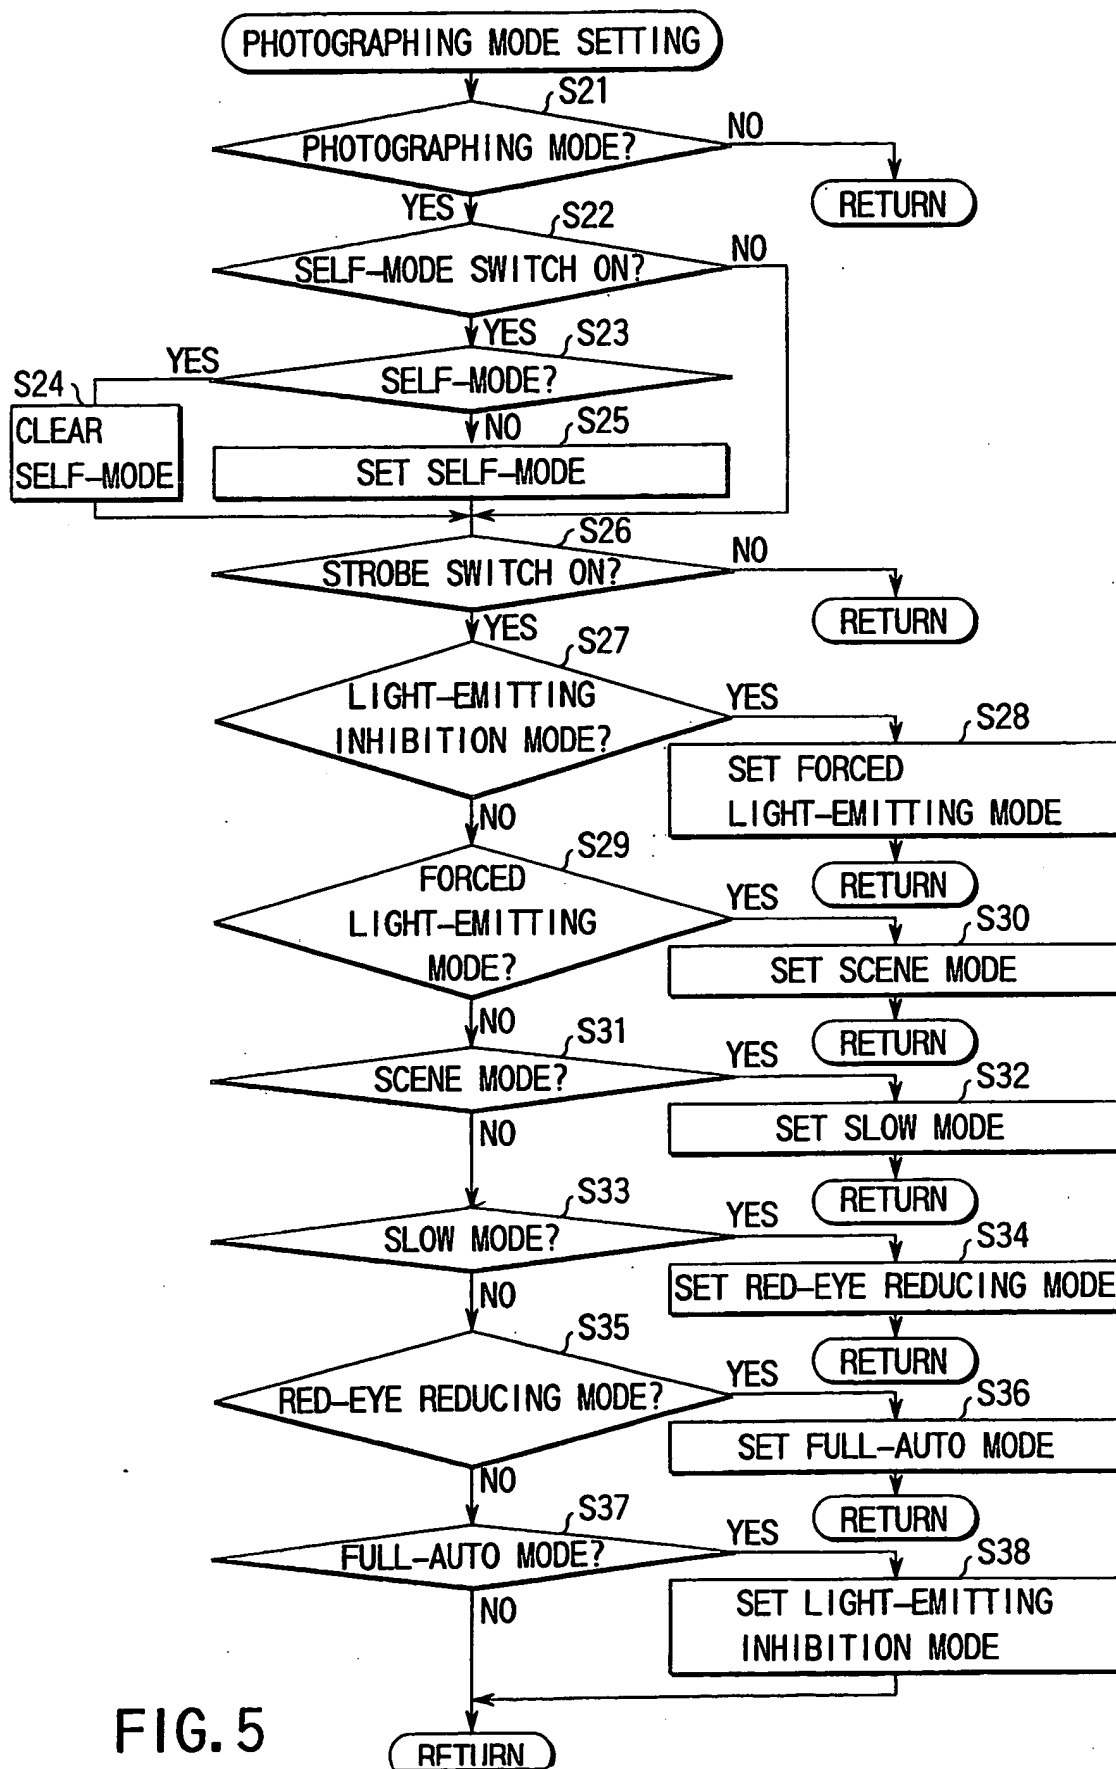 PHOTOGRAPHING MODE SETTING
S21
PHOTOGRAPHING MODE?
NO
RETURN
YES
S22
SELF-MODE SWITCH ON?
NO
YES
S23
SELF-MODE?
YES
S24
CLEAR
SELF-MODE
NO
S25
SET SELF-MODE
S26
STROBE SWITCH ON?
NO
RETURN
YES
S27
LIGHT-EMITTING
INHIBITION MODE?
YES
S28
SET FORCED
LIGHT-EMITTING MODE
RETURN
NO
S29
FORCED
LIGHT-EMITTING
MODE?
YES
S30
SET SCENE MODE
RETURN
NO
S31
SCENE MODE?
YES
S32
SET SLOW MODE
RETURN
NO
S33
SLOW MODE?
YES
S34
SET RED-EYE REDUCING MODE
RETURN
NO
S35
RED-EYE REDUCING MODE?
YES
S36
SET FULL-AUTO MODE
RETURN
NO
S37
FULL-AUTO MODE?
YES
S38
SET LIGHT-EMITTING
INHIBITION MODE
NO
RETURN
FIG. 5